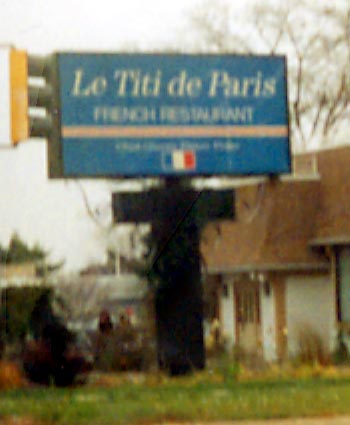 Le Titi de Paris
FRENCH RESTAURANT